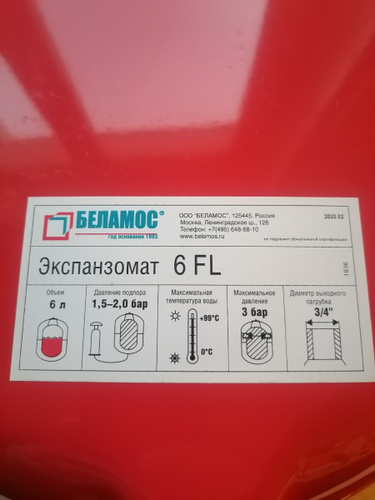 БЕЛАМОС®
год основания 1993
ООО "БЕЛАМОС", 125445, Россия
Москва, Ленинградское ш., 126
Телефон: +7(495) 648-68-10
www.belamos.ru
2020.02
не подлежит обязательной сертификации
Экспанзомат 6 FL
1936
Объем
6 л
Давление подпора
1,5–2,0 бар
Максимальная
температура воды
+99°C
0°C
Максимальное
давление
3 бар
Диаметр выходного
патрубка
3/4"